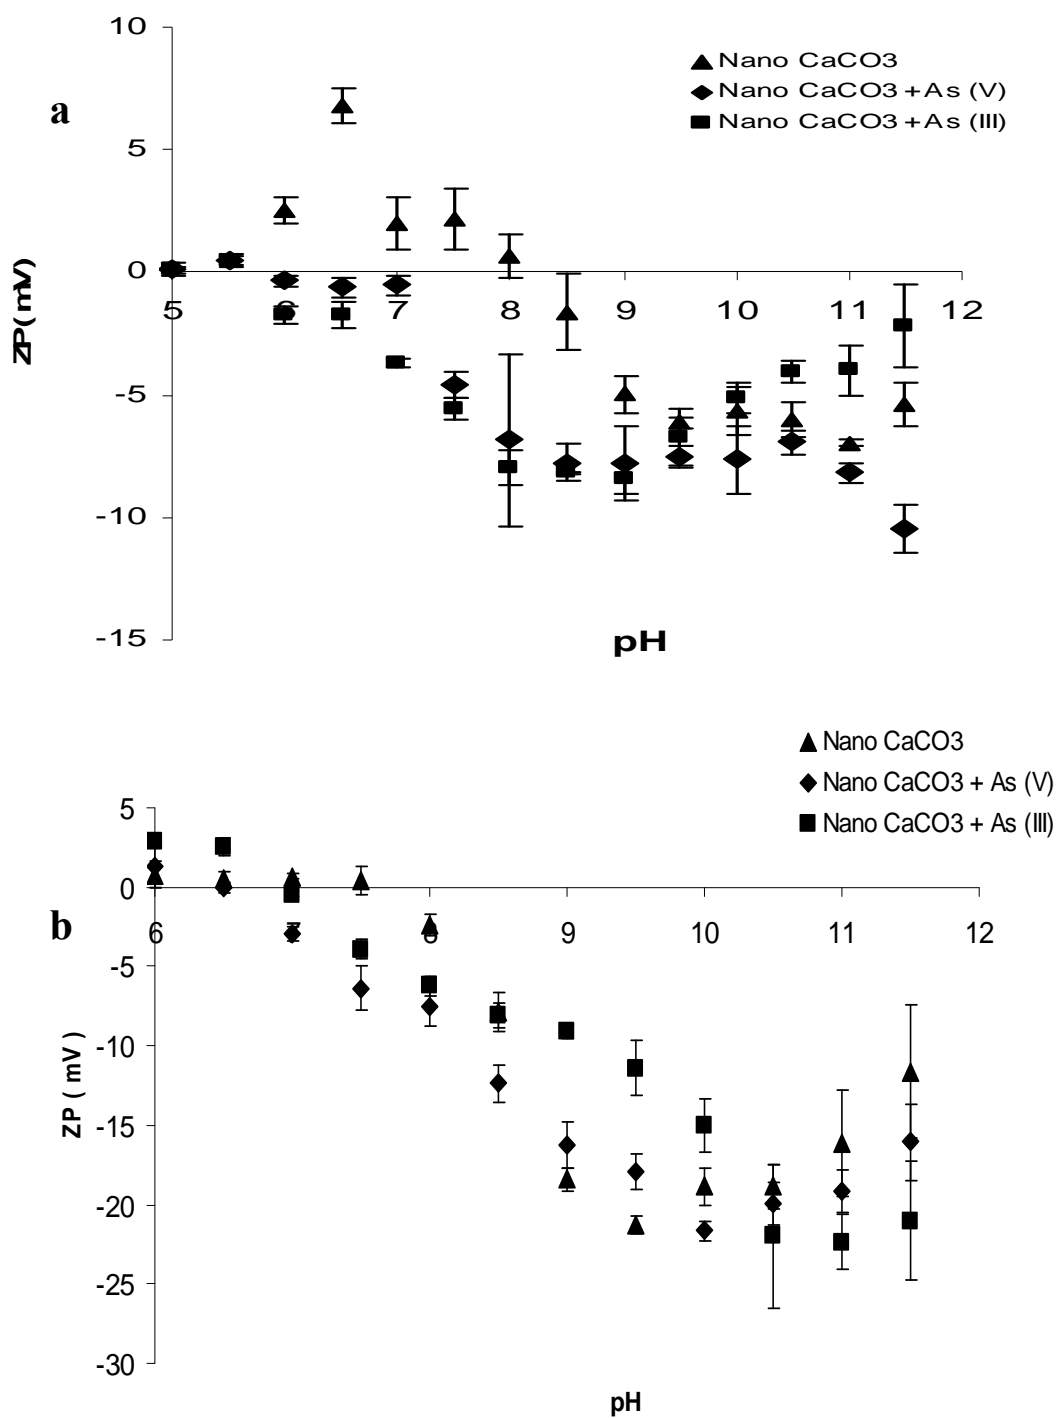 10
Nano CaCO3
Nano CaCO3 +As (V)
a
Nano CaCO3 +As (III)
5
0
5 6 7 8 9 10 11 12
ZP(mV)
-5
-10
-15
pH
Nano CaCO3
Nano CaCO3 + As (V)
5
Nano CaCO3 + As (III)
0
b
6 7 8 9 10 11 12
-5
-10
ZP ( mV )
-15
-20
-25
-30
pH